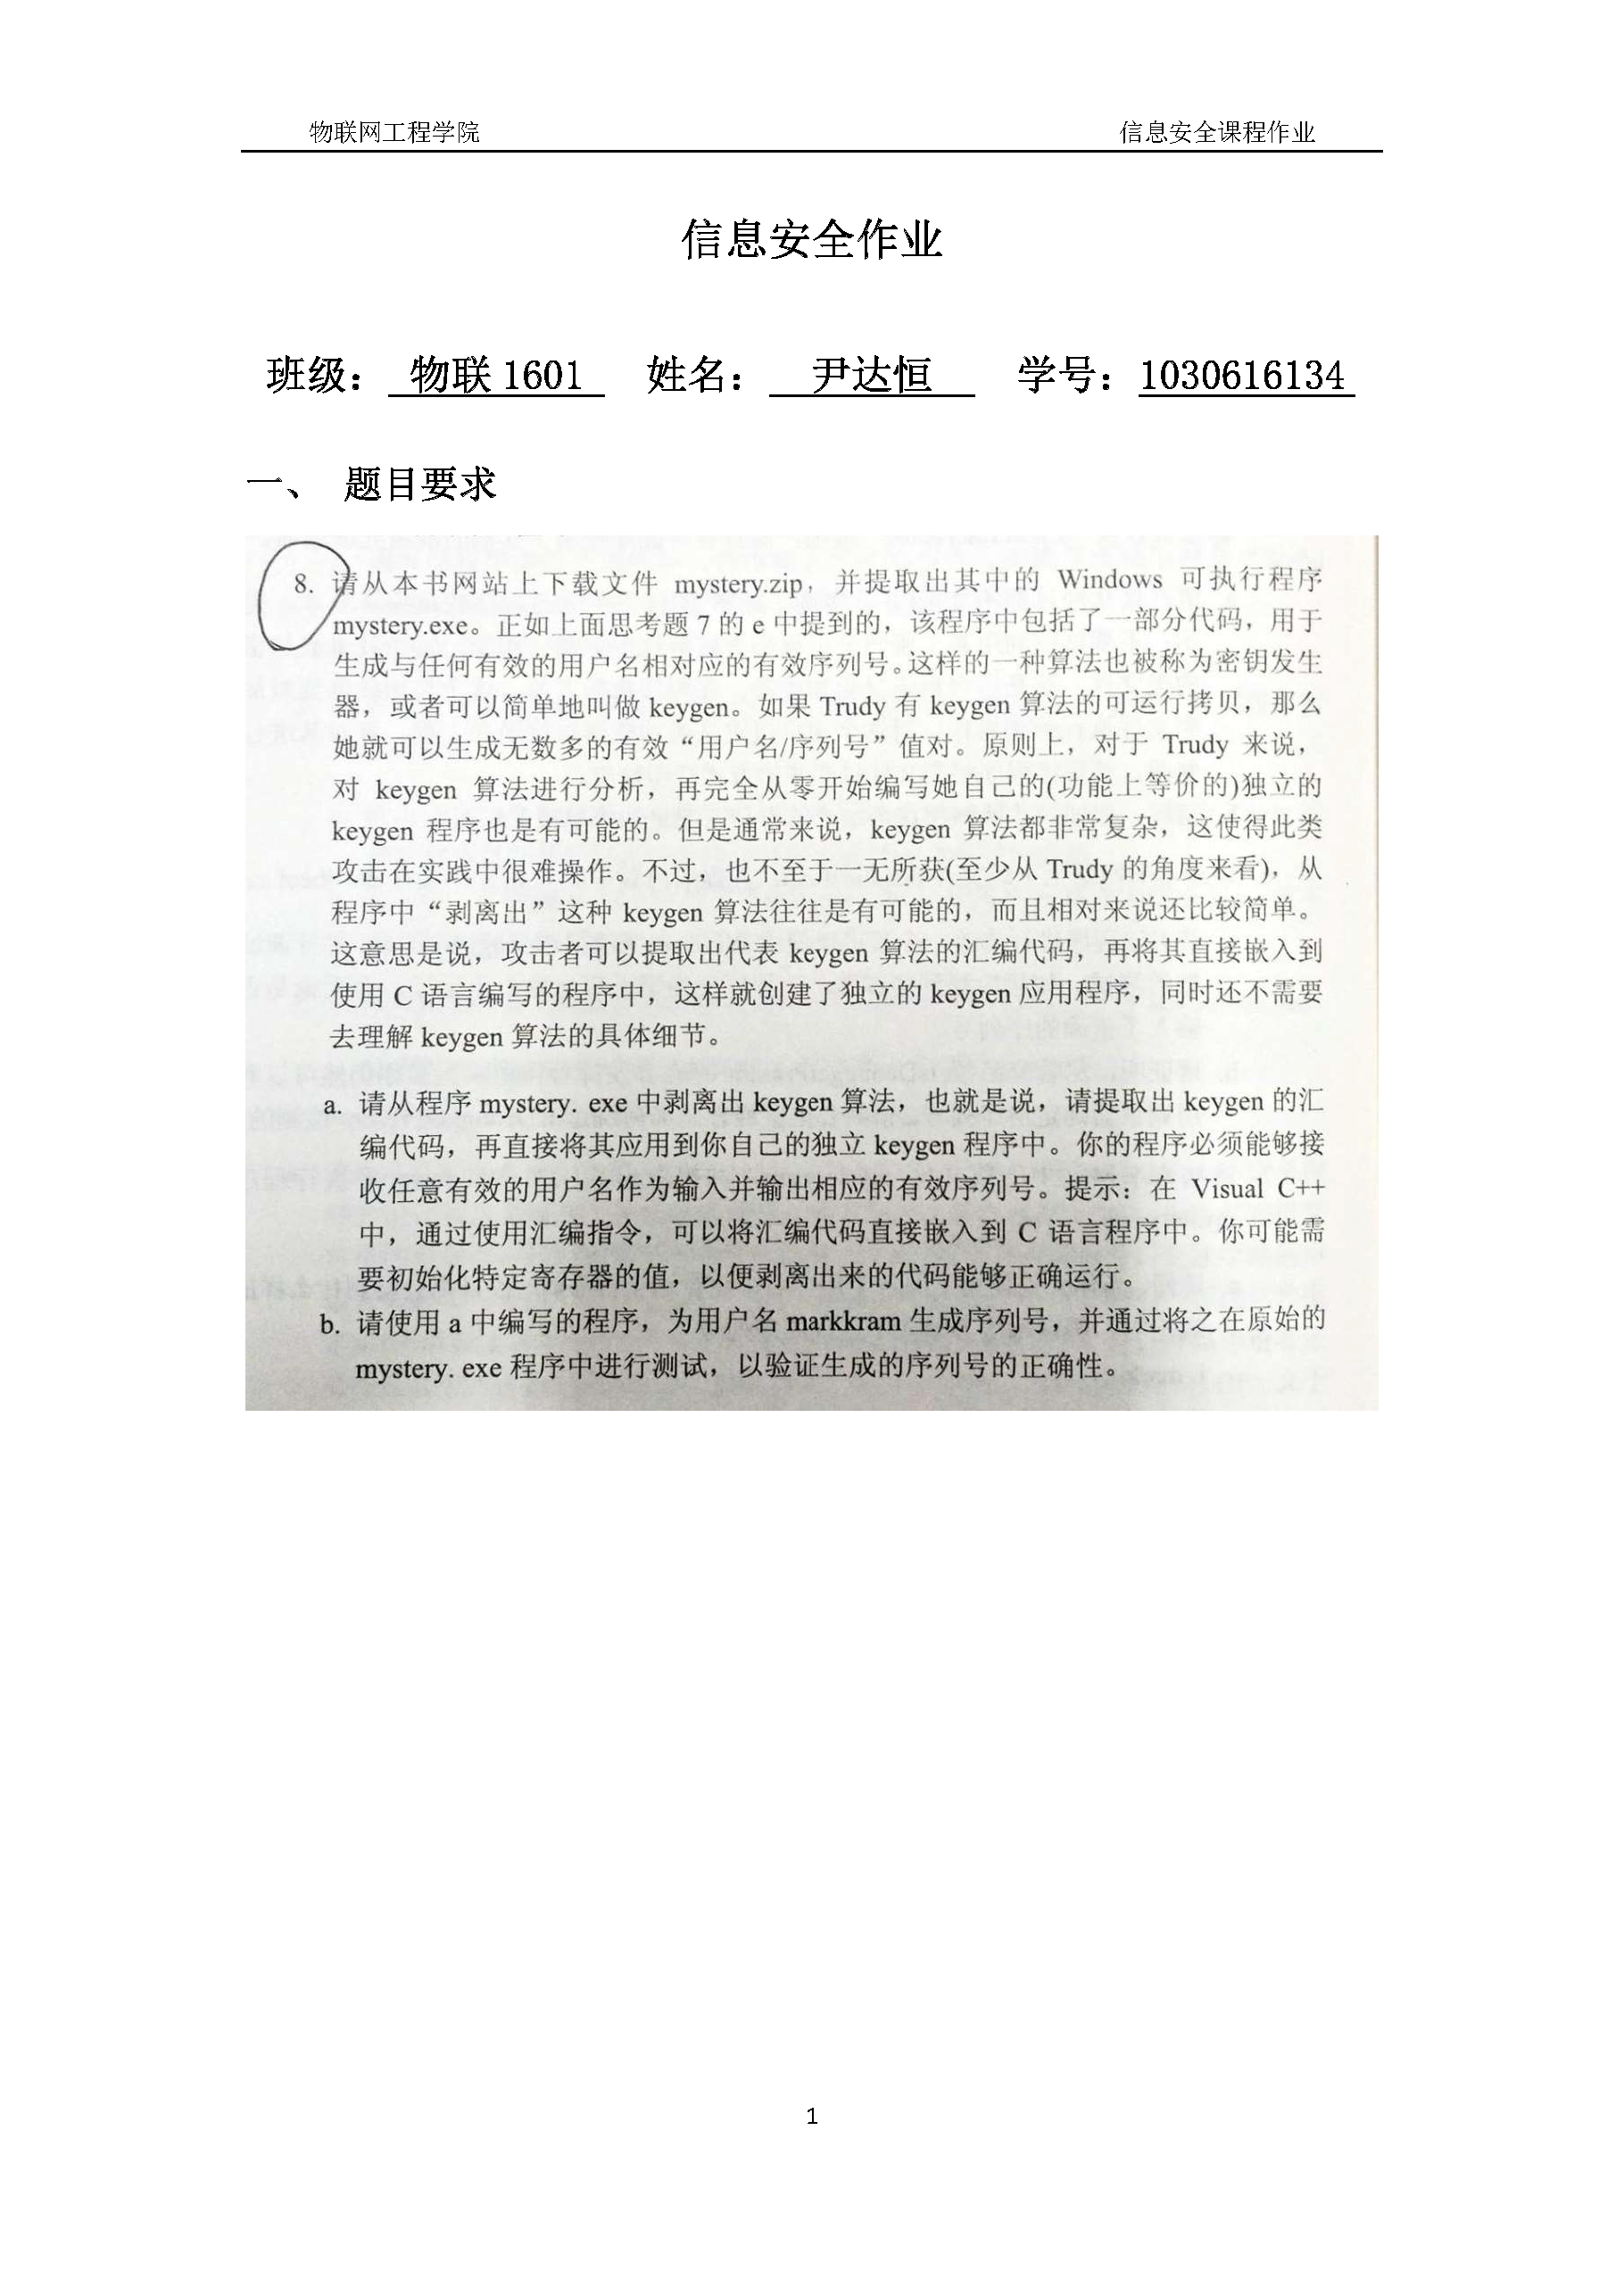 物联网工程学院 信息安全课程作业
信息安全作业
班级： 物联 1601 姓名： 尹达恒 学号：1030616134
一、 题目要求
8. 请从本书网站上下载文件 mystery.zip，并提取出其中的 Windows 可执行程序
mystery.exe。正如上面思考题 7 的 e 中提到的，该程序中包括了一部分代码，用于
生成与任何有效的用户名相对应的有效序列号。这样的一种算法也被称为密钥发生
器，或者可以简单地叫做 keygen。如果 Trudy 有 keygen 算法的可运行拷贝，那么
她就可以生成无数多的有效“用户名/序列号”值对。原则上，对于 Trudy 来说，
对 keygen 算法进行分析，再完全从零开始编写她自己的(功能上等价的)独立的
keygen 程序也是有可能的。但是通常来说，keygen 算法都非常复杂，这使得此类
攻击在实践中很难操作。不过，也不至于一无所获(至少从 Trudy 的角度来看)，从
程序中“剥离出”这种 keygen 算法往往是有可能的，而且相对来说还比较简单。
这意思是说，攻击者可以提取出代表 keygen 算法的汇编代码，再将其直接嵌入到
使用 C 语言编写的程序中，这样就创建了独立的 keygen 应用程序，同时还不需要
去理解 keygen 算法的具体细节。
a. 请从程序 mystery. exe 中剥离出 keygen 算法，也就是说，请提取出 keygen 的汇
编代码，再直接将其应用到你自己的独立 keygen 程序中。你的程序必须能够接
收任意有效的用户名作为输入并输出相应的有效序列号。提示：在 Visual C++
中，通过使用汇编指令，可以将汇编代码直接嵌入到 C 语言程序中。你可能需
要初始化特定寄存器的值，以便剥离出来的代码能够正确运行。
b. 请使用 a 中编写的程序，为用户名 markkram 生成序列号，并通过将之在原始的
mystery. exe 程序中进行测试，以验证生成的序列号的正确性。
1